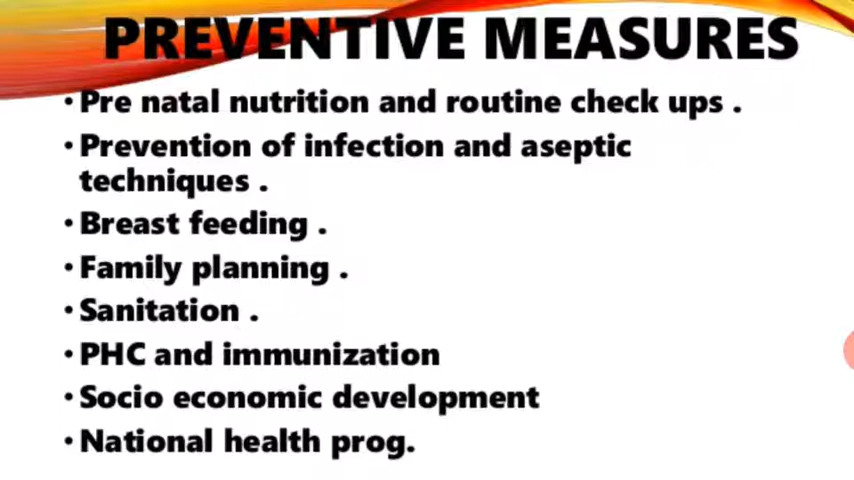 PREVENTIVE MEASURES
• Pre natal nutrition and routine check ups .
• Prevention of infection and aseptic
techniques .
• Breast feeding .
• Family planning .
• Sanitation .
• PHC and immunization
• Socio economic development
• National health prog.